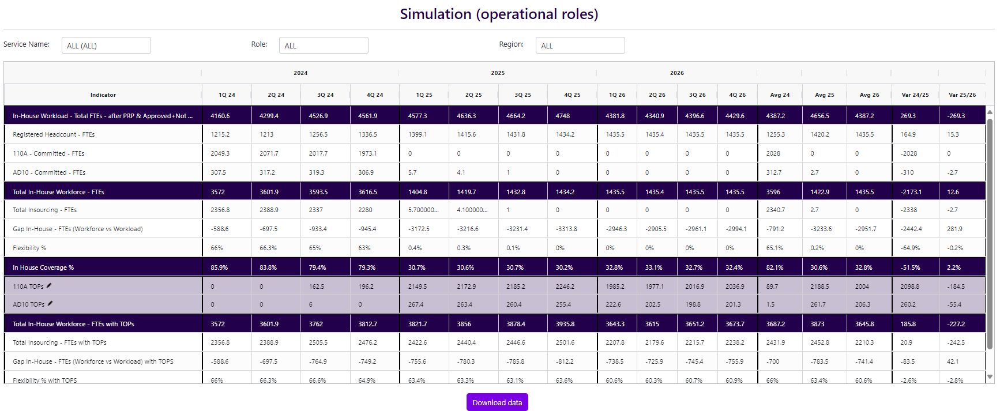 Simulation (operational roles)
Service Name: ALL (ALL) Role: ALL Region: ALL
2024 2025 2026
Indicator 1Q 24 2Q 24 3Q 24 4Q 24 1Q 25 2Q 25 3Q 25 4Q 25 1Q 26 2Q 26 3Q 26 4Q 26 Avg 24 Avg 25 Avg 26 Var 24/25 Var 25/26
In-House Workload - Total FTEs - after PRP & Approved+Not ... 4160.6 4299.4 4526.9 4561.9 4577.3 4636.3 4664.2 4748 4381.8 4340.9 4396.6 4429.6 4387.2 4656.5 4387.2 269.3 -269.3
Registered Headcount - FTEs 1215.2 1213 1256.5 1336.5 1399.1 1415.6 1431.8 1434.2 1435.5 1435.4 1435.5 1435.5 1255.3 1420.2 1435.5 164.9 15.3
110A - Committed - FTEs 2049.3 2071.7 2017.7 1973.1 0 0 0 0 0 0 0 0 2028 0 0 -2028 0
AD10 - Committed - FTEs 307.5 317.2 319.3 306.9 5.7 4.1 1 0 0 0 0 0 312.7 2.7 0 -310 -2.7
Total In-House Workforce - FTEs 3572 3601.9 3593.5 3616.5 1404.8 1419.7 1432.8 1434.2 1435.5 1435.4 1435.5 1435.5 3596 1422.9 1435.5 -2173.1 12.6
Total Insourcing - FTEs 2356.8 2388.9 2337 2280 5.700000... 4.100000... 1 0 0 0 0 0 2340.7 2.7 0 -2338 -2.7
Gap In-House - FTEs (Workforce vs Workload) -588.6 -697.5 -933.4 -945.4 -3172.5 -3216.6 -3231.4 -3313.8 -2946.3 -2905.5 -2961.1 -2994.1 -791.2 -3233.6 -2951.7 -2442.4 281.9
Flexibility % 66% 66.3% 65% 63% 0.4% 0.3% 0.1% 0% 0% 0% 0% 0% 65.1% 0.2% 0% -64.9% -0.2%
In House Coverage % 85.9% 83.8% 79.4% 79.3% 30.7% 30.6% 30.7% 30.2% 32.8% 33.1% 32.7% 32.4% 82.1% 30.6% 32.8% -51.5% 2.2%
110A TOPs 0 0 162.5 196.2 2149.5 2172.9 2185.2 2246.2 1985.2 1977.1 2016.9 2036.9 89.7 2188.5 2004 2098.8 -184.5
AD10 TOPs 0 0 6 0 267.4 263.4 260.4 255.4 222.6 202.5 198.8 201.3 1.5 261.7 206.3 260.2 -55.4
Total In-House Workforce - FTEs with TOPs 3572 3601.9 3762 3812.7 3821.7 3856 3878.4 3935.8 3643.3 3615 3651.2 3673.7 3687.2 3873 3645.8 185.8 -227.2
Total Insourcing - FTEs with TOPs 2356.8 2388.9 2505.5 2476.2 2422.6 2440.4 2446.6 2501.6 2207.8 2179.6 2215.7 2238.2 2431.9 2452.8 2210.3 20.9 -242.5
Gap In-House - FTEs (Workforce vs Workload) with TOPS -588.6 -697.5 -764.9 -749.2 -755.6 -780.3 -785.8 -812.2 -738.5 -725.9 -745.4 -755.9 -700 -783.5 -741.4 -83.5 42.1
Flexibility % with TOPS 66% 66.3% 66.6% 64.9% 63.4% 63.3% 63.1% 63.6% 60.6% 60.3% 60.7% 60.9% 66% 63.4% 60.6% -2.6% -2.8%
Download data